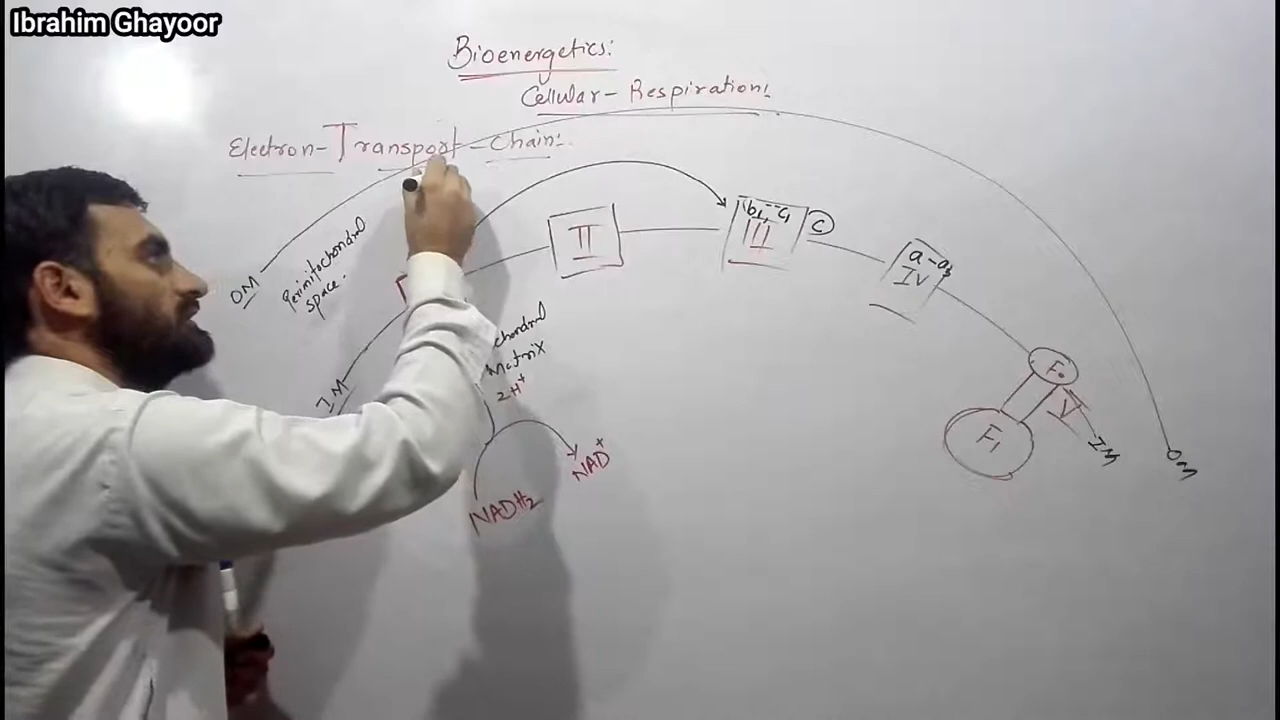 Ibrahim Ghayoor
Bioenergetics:
Cellular-Respiration:
Electron-Transport-Chain:
OM
Perimitochondrial
space.
I
II
b1, -- C1
III
C
a-a3
IV
F0
F1
V
IM
OM
IM
chondrial
Matrix
2H+
NADH2
NAD+